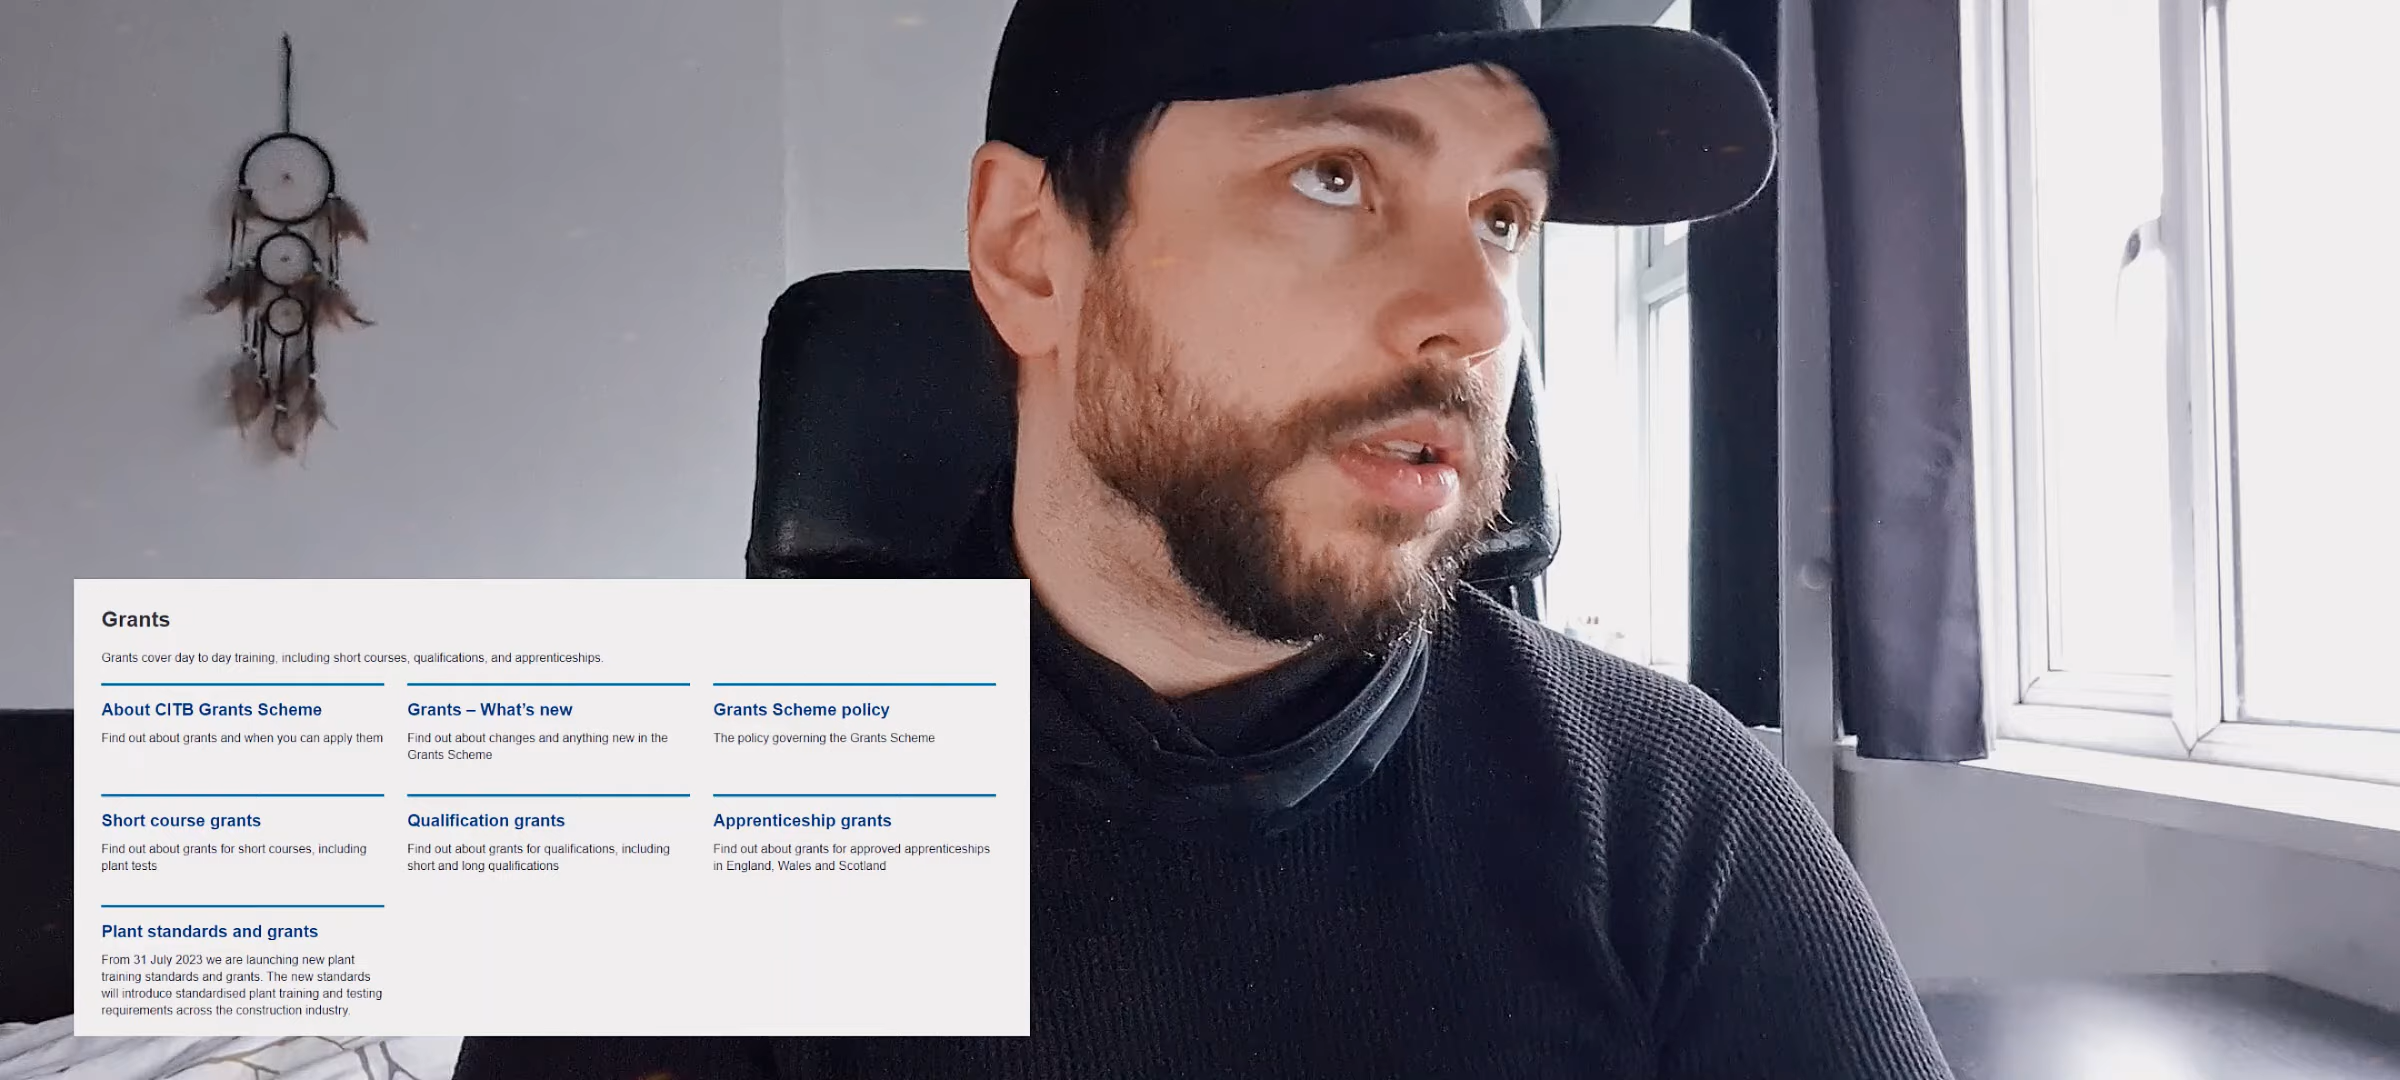 Grants
Grants cover day to day training, including short courses, qualifications, and apprenticeships.
About CITB Grants Scheme
Find out about grants and when you can apply them
Grants – What's new
Find out about changes and anything new in the
Grants Scheme
Grants Scheme policy
The policy governing the Grants Scheme
Short course grants
Find out about grants for short courses, including
plant tests
Qualification grants
Find out about grants for qualifications, including
short and long qualifications
Apprenticeship grants
Find out about grants for approved apprenticeships
in England, Wales and Scotland
Plant standards and grants
From 31 July 2023 we are launching new plant
training standards and grants. The new standards
will introduce standardised plant training and testing
requirements across the construction industry.